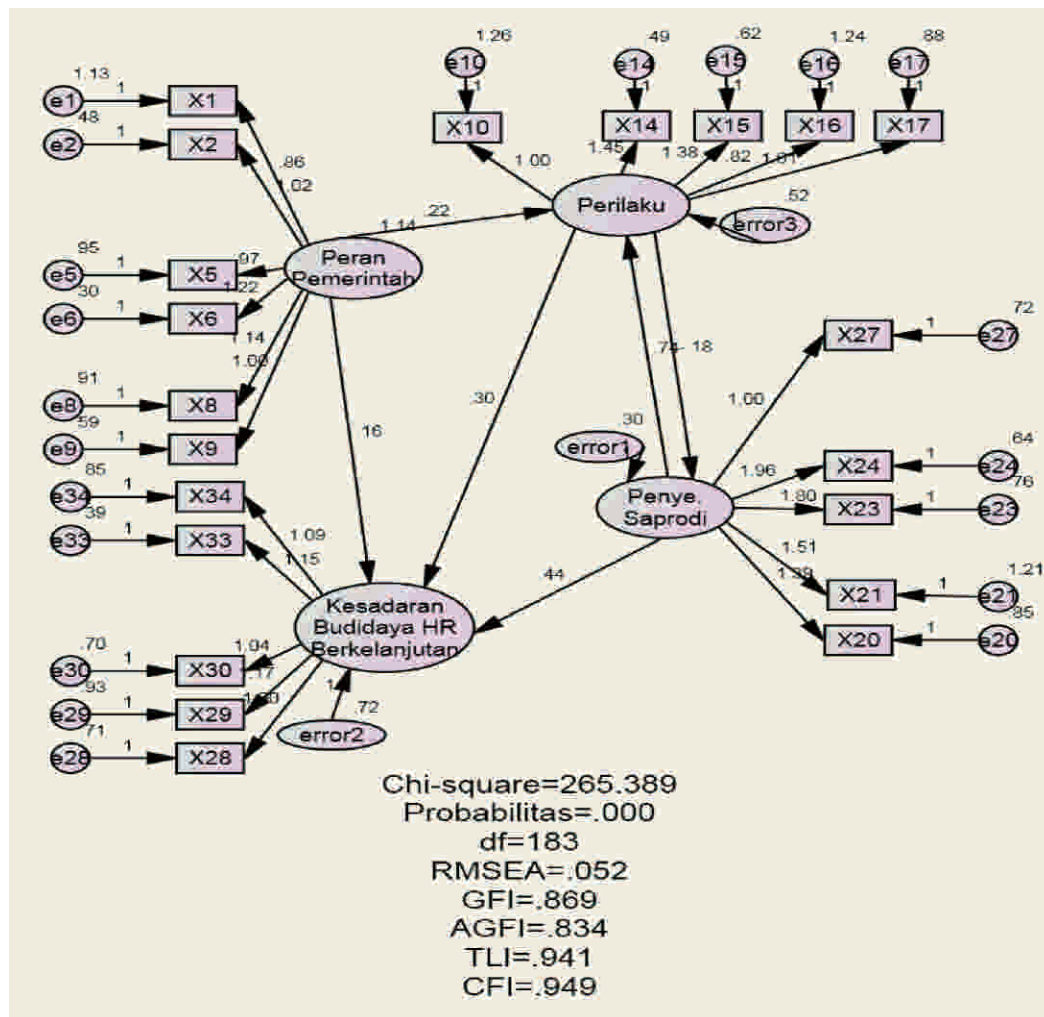 1.26
e10
1
X10
.49
e14
1
X14
.62
e15
1
X15
1.24
e16
1
X16
.88
e17
1
X17
1.13
e1
1
X1
.48
e2
1
X2
.86
1.02
1.00
1.45
1.38
.82
Perilaku
.52
error3
.22
1.14
Peran
Pemerintah
.95
e5
1
X5
.97
.30
e6
1
X6
1.22
1.14
1.00
.91
e8
1
X8
.59
e9
1
X9
.16
.30
.74
.18
.72
e27
1
X27
1.00
.30
error1
Penye.
Saprodi
1.96
1.80
1.51
.64
e24
1
X24
.76
e23
1
X23
1.21
e21
1
X21
.85
e20
1
X20
.85
e34
1
X34
.39
e33
1
X33
1.09
1.15
.44
Kesadaran
Budidaya HR
Berkelanjutan
.70
e30
1
X30
1.04
.93
e29
1
X29
1.17
.71
e28
1
X28
1
.72
error2
Chi-square=265.389
Probabilitas=.000
df=183
RMSEA=.052
GFI=.869
AGFI=.834
TLI=.941
CFI=.949